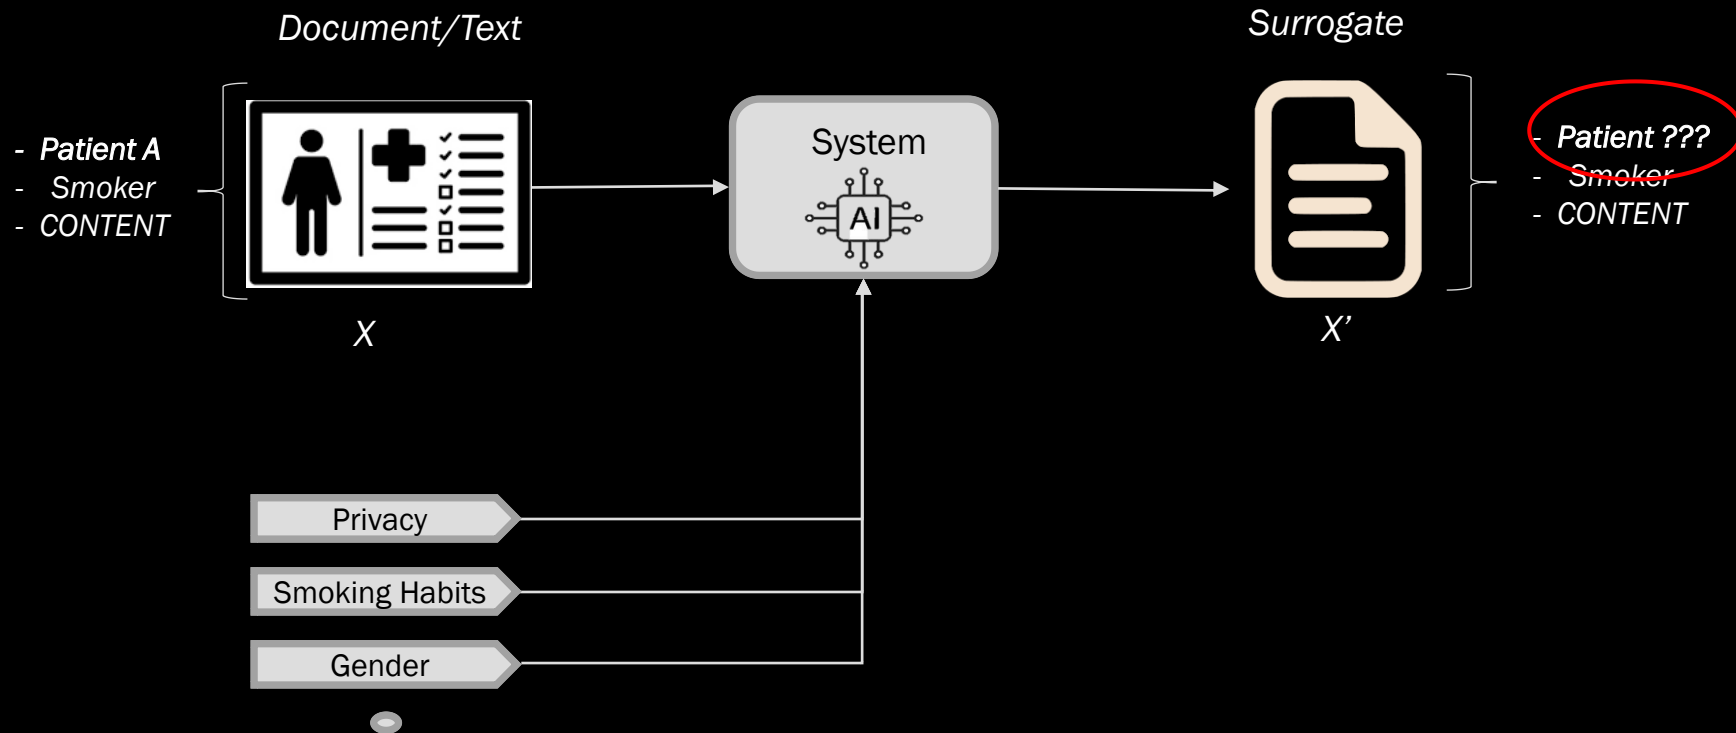 Document/Text
Surrogate
- Patient A
- Smoker
- CONTENT
System
AI
- Patient ???
- Smoker
- CONTENT
X
X’
Privacy
Smoking Habits
Gender